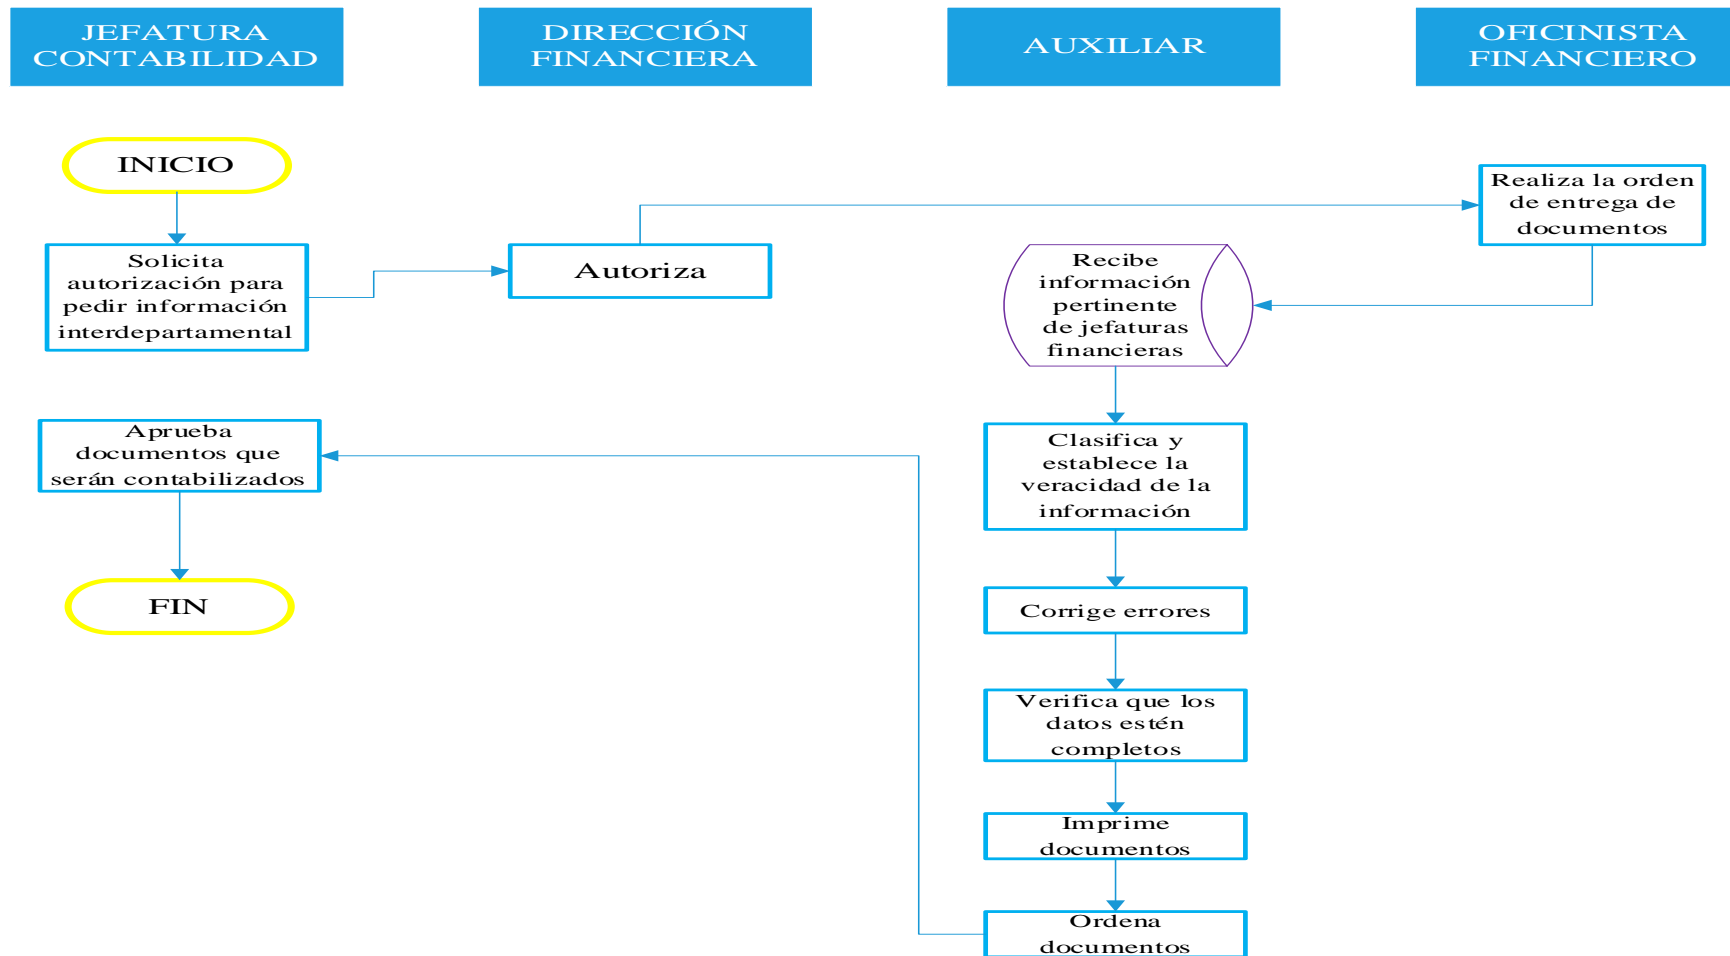 JEFATURA
CONTABILIDAD
DIRECCIÓN
FINANCIERA
AUXILIAR
OFICINISTA
FINANCIERO
INICIO
Solicita
autorización para
pedir información
interdepartamental
Autoriza
Realiza la orden
de entrega de
documentos
Recibe
información
pertinente
de jefaturas
financieras
Clasifica y
establece la
veracidad de la
información
Corrige errores
Verifica que los
datos estén
completos
Imprime
documentos
Ordena
documentos
Aprueba
documentos que
serán contabilizados
FIN